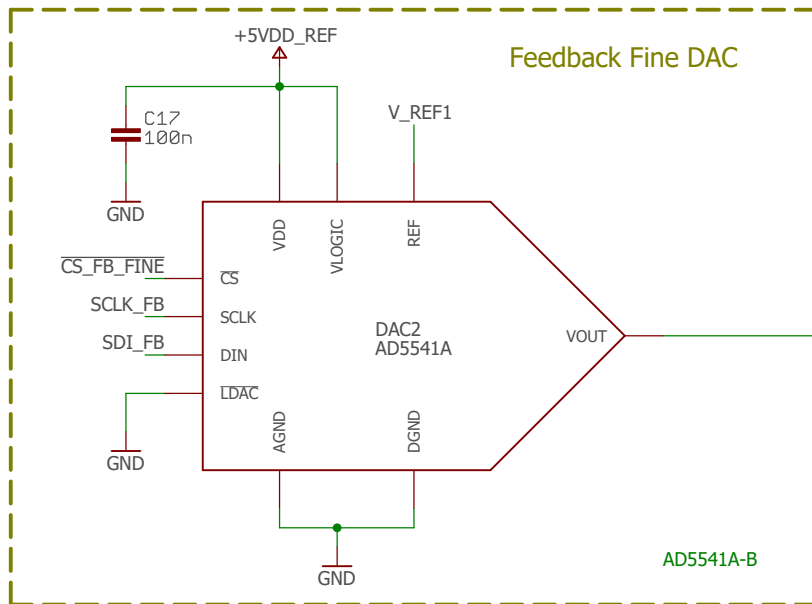 +5VDD_REF
Feedback Fine DAC
C17
100n
V_REF1
GND
VDD
VLOGIC
REF
CS_FB_FINE
CS
SCLK_FB
SCLK
SDI_FB
DIN
DAC2
AD5541A
VOUT
LDAC
AGND
DGND
GND
GND
AD5541A-B